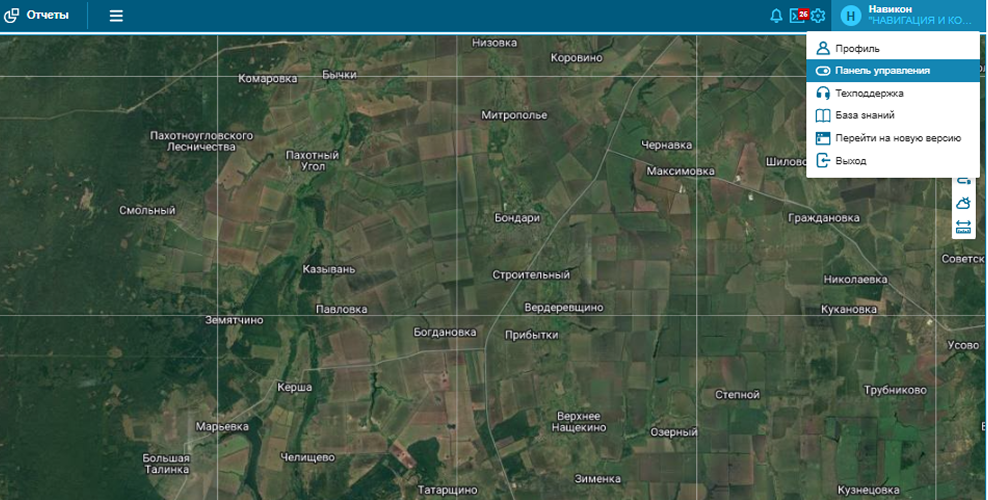 Отчеты
26
Н
Навикон
"НАВИГАЦИЯ И КО...
Профиль
Панель управления
Техподдержка
База знаний
Перейти на новую версию
Выход
Низовка
Коровино
Комаровка
Бычки
Митрополье
Пахотноугловского
Лесничества
Пахотный
Угол
Чернавка
Максимовка
Шилово
Смольный
Бондари
Граждановка
Советск
Казывань
Строительный
Николаевка
Павловка
Вердеревщино
Кукановка
Земятчино
Богдановка
Прибытки
Усово
Керша
Степной
Трубниково
Марьевка
Верхнее
Нащекино
Озерный
Большая
Талинка
Челищево
Зименка
Татарщино
Кузнецовка